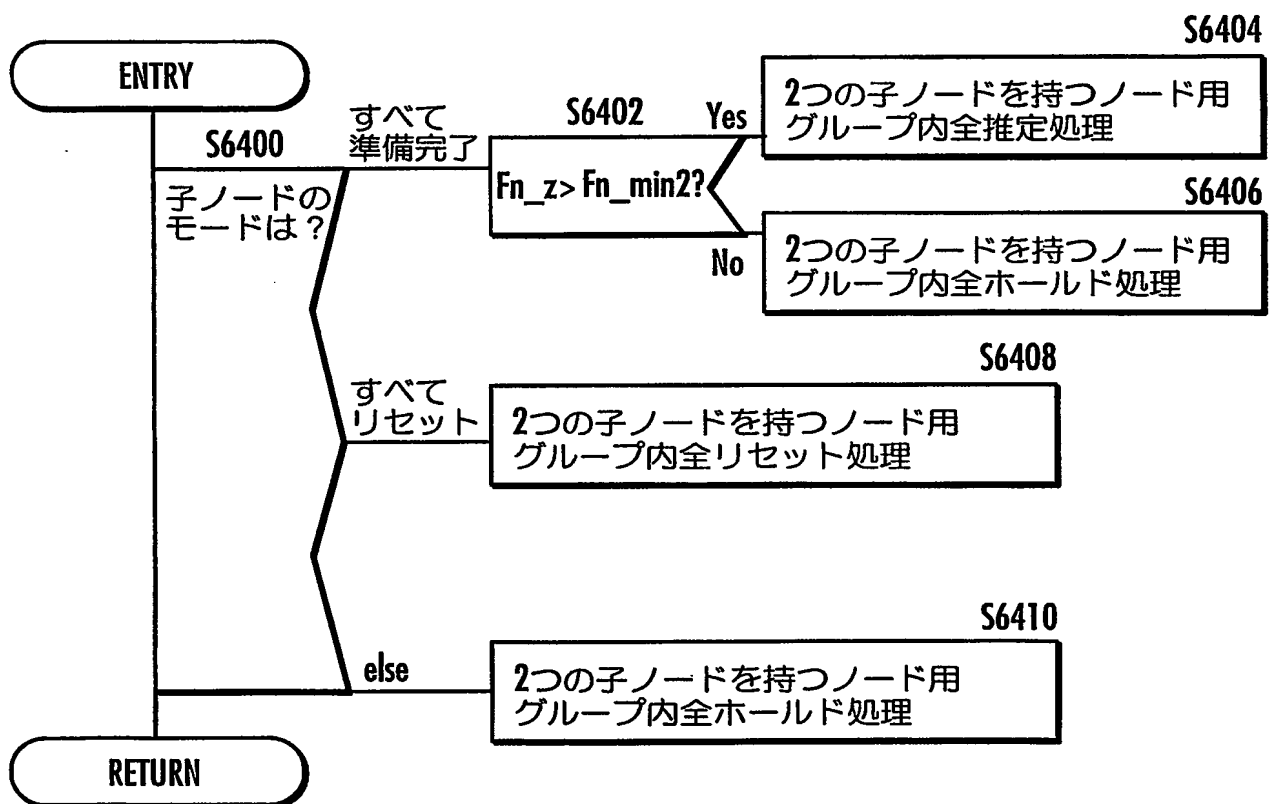 ENTRY
S6400
子ノードの
モードは？
すべて
準備完了
S6402
Fn_z> Fn_min2?
Yes
S6404
2つの子ノードを持つノード用
グループ内全推定処理
No
S6406
2つの子ノードを持つノード用
グループ内全ホールド処理
すべて
リセット
S6408
2つの子ノードを持つノード用
グループ内全リセット処理
else
S6410
2つの子ノードを持つノード用
グループ内全ホールド処理
RETURN